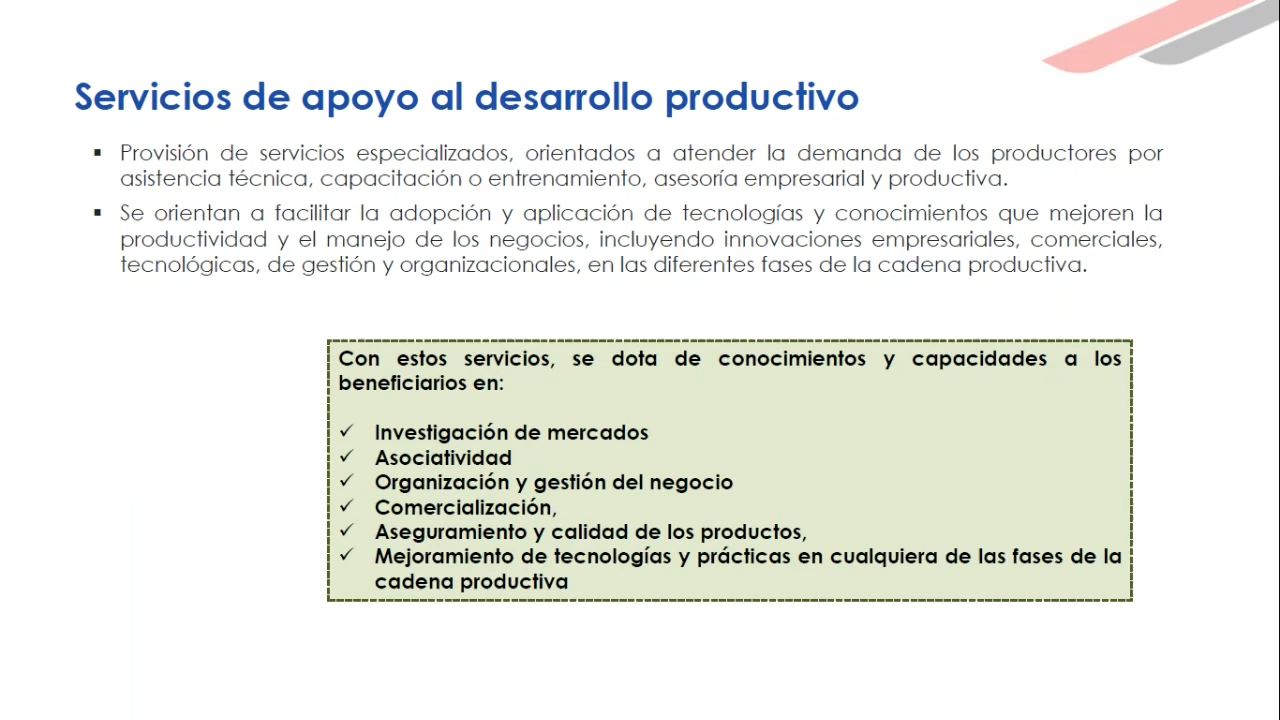 Servicios de apoyo al desarrollo productivo
▪ Provisión de servicios especializados, orientados a atender la demanda de los productores por
asistencia técnica, capacitación o entrenamiento, asesoría empresarial y productiva.
▪ Se orientan a facilitar la adopción y aplicación de tecnologías y conocimientos que mejoren la
productividad y el manejo de los negocios, incluyendo innovaciones empresariales, comerciales,
tecnológicas, de gestión y organizacionales, en las diferentes fases de la cadena productiva.
Con estos servicios, se dota de conocimientos y capacidades a los
beneficiarios en:
✓ Investigación de mercados
✓ Asociatividad
✓ Organización y gestión del negocio
✓ Comercialización,
✓ Aseguramiento y calidad de los productos,
✓ Mejoramiento de tecnologías y prácticas en cualquiera de las fases de la
cadena productiva